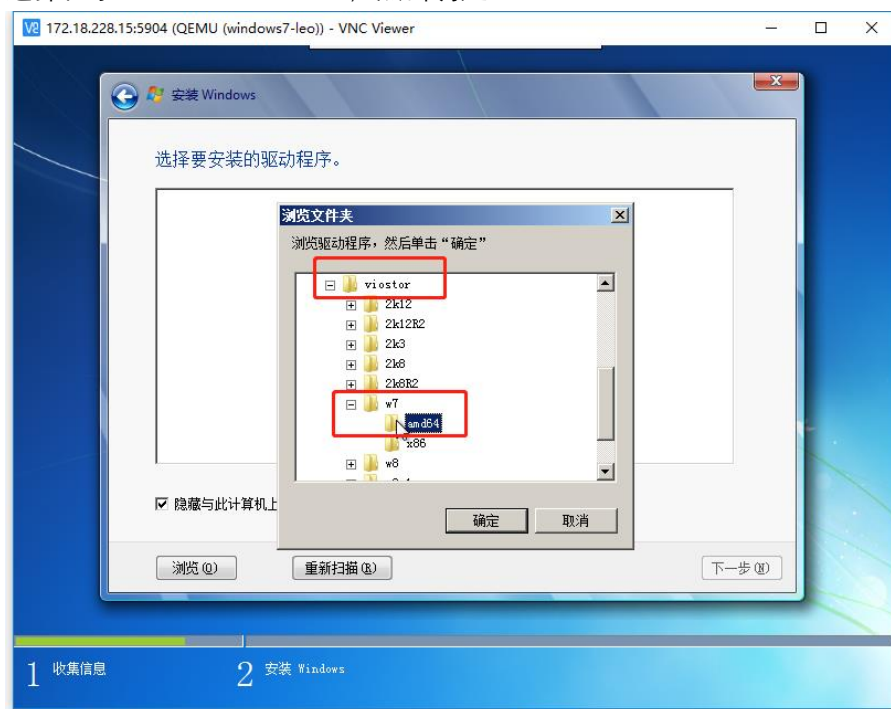 172.18.228.15:5904 (QEMU (windows7-leo)) - VNC Viewer
安装 Windows
选择要安装的驱动程序。
浏览文件夹
浏览驱动程序，然后单击“确定”
viostor
2k12
2k12R2
2k3
2k8
2k8R2
w7
amd64
x86
w8
隐藏与此计算机上
确定 取消
浏览(O) 重新扫描(R) 下一步(N)
1 收集信息 2 安装 Windows